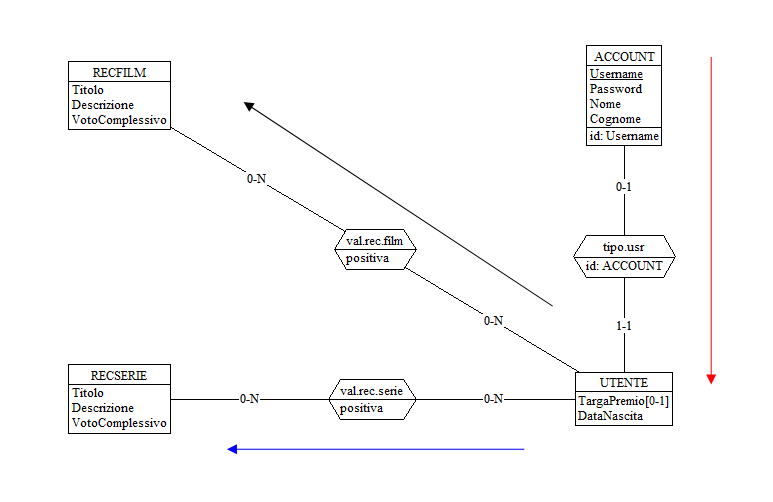 RECFILM
Titolo
Descrizione
VotoComplessivo
ACCOUNT
Username
Password
Nome
Cognome
id: Username
0-N
0-1
val.rec.film
positiva
tipo.usr
id: ACCOUNT
0-N
1-1
RECSERIE
Titolo
Descrizione
VotoComplessivo
0-N
val.rec.serie
positiva
0-N
UTENTE
TargaPremio[0-1]
DataNascita